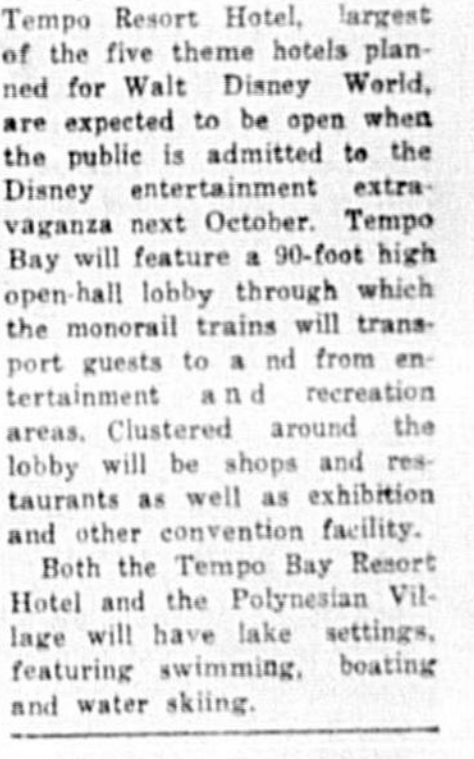 Tempo Resort Hotel, largest
of the five theme hotels plan-
ned for Walt Disney World,
are expected to be open when
the public is admitted to the
Disney entertainment extra-
vaganza next October. Tempo
Bay will feature a 90-foot high
open-hall lobby through which
the monorail trains will trans-
port guests to a nd from en-
tertainment and recreation
areas. Clustered around the
lobby will be shops and res-
taurants as well as exhibition
and other convention facility.
Both the Tempo Bay Resort
Hotel and the Polynesian Vil-
lage will have lake settings,
featuring swimming, boating
and water skiing.